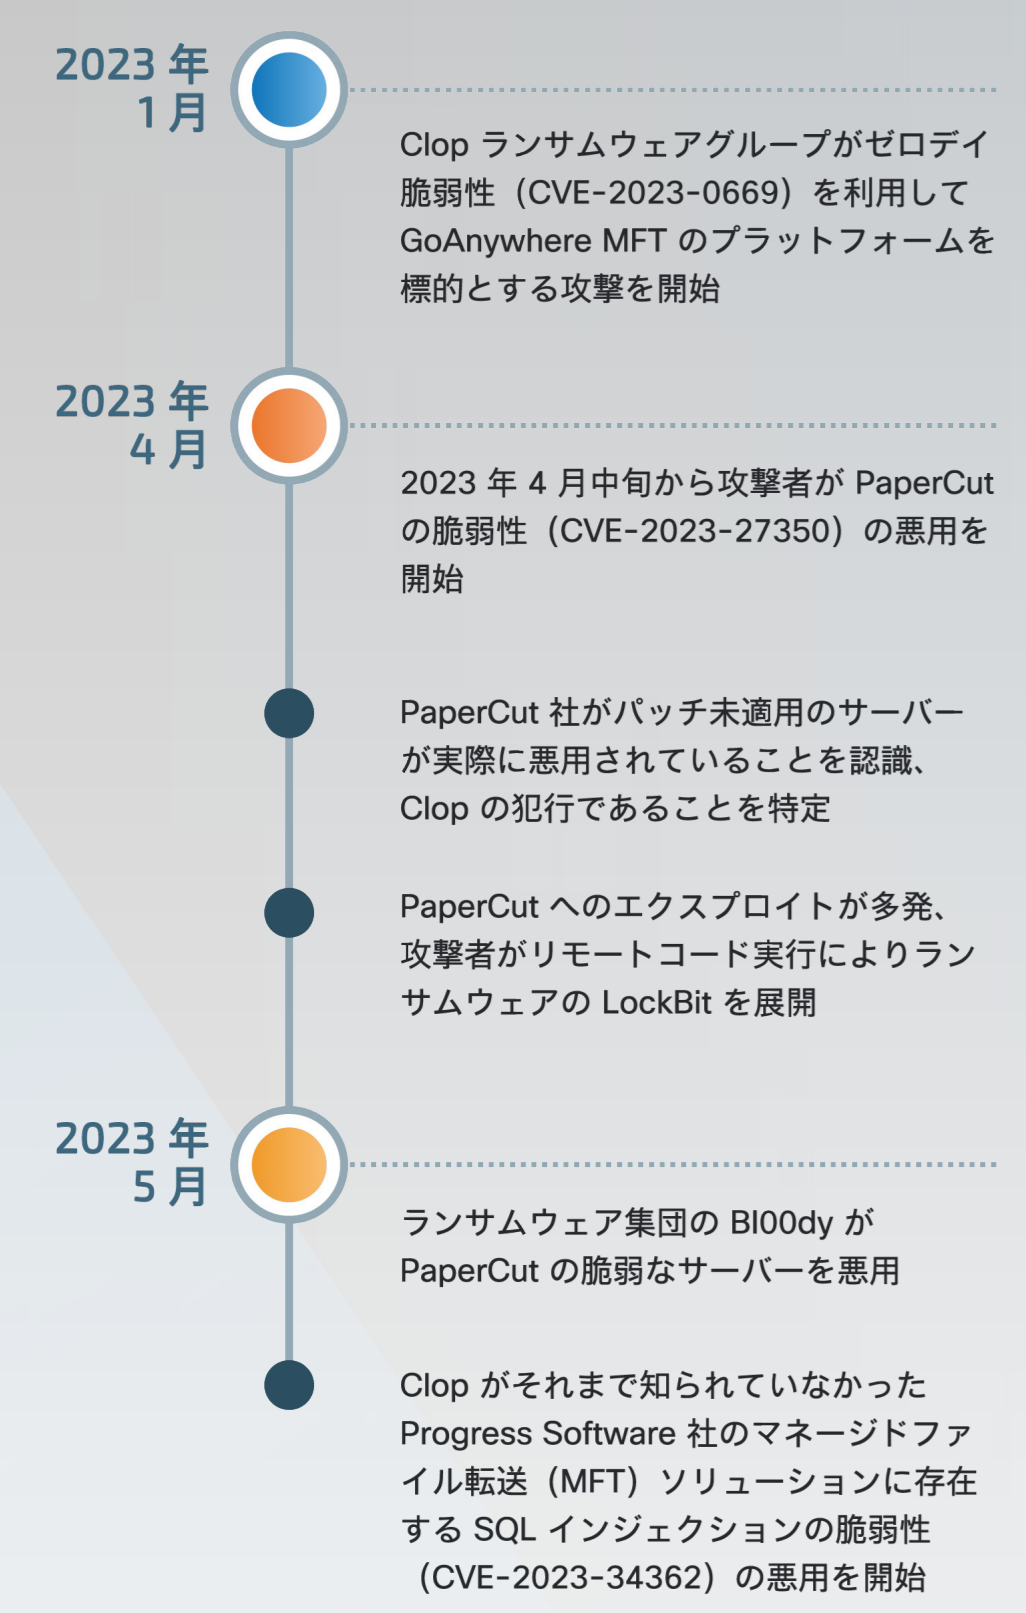 2023 年
1 月
Clop ランサムウェアグループがゼロデイ
脆弱性（CVE-2023-0669）を利用して
GoAnywhere MFT のプラットフォームを
標的とする攻撃を開始
2023 年
4 月
2023 年 4 月中旬から攻撃者が PaperCut
の脆弱性（CVE-2023-27350）の悪用を
開始
PaperCut 社がパッチ未適用のサーバー
が実際に悪用されていることを認識、
Clop の犯行であることを特定
PaperCut へのエクスプロイトが多発、
攻撃者がリモートコード実行によりラン
サムウェアの LockBit を展開
2023 年
5 月
ランサムウェア集団の Bl00dy が
PaperCut の脆弱なサーバーを悪用
Clop がそれまで知られていなかった
Progress Software 社のマネージドファ
イル転送（MFT）ソリューションに存在
する SQL インジェクションの脆弱性
（CVE-2023-34362）の悪用を開始